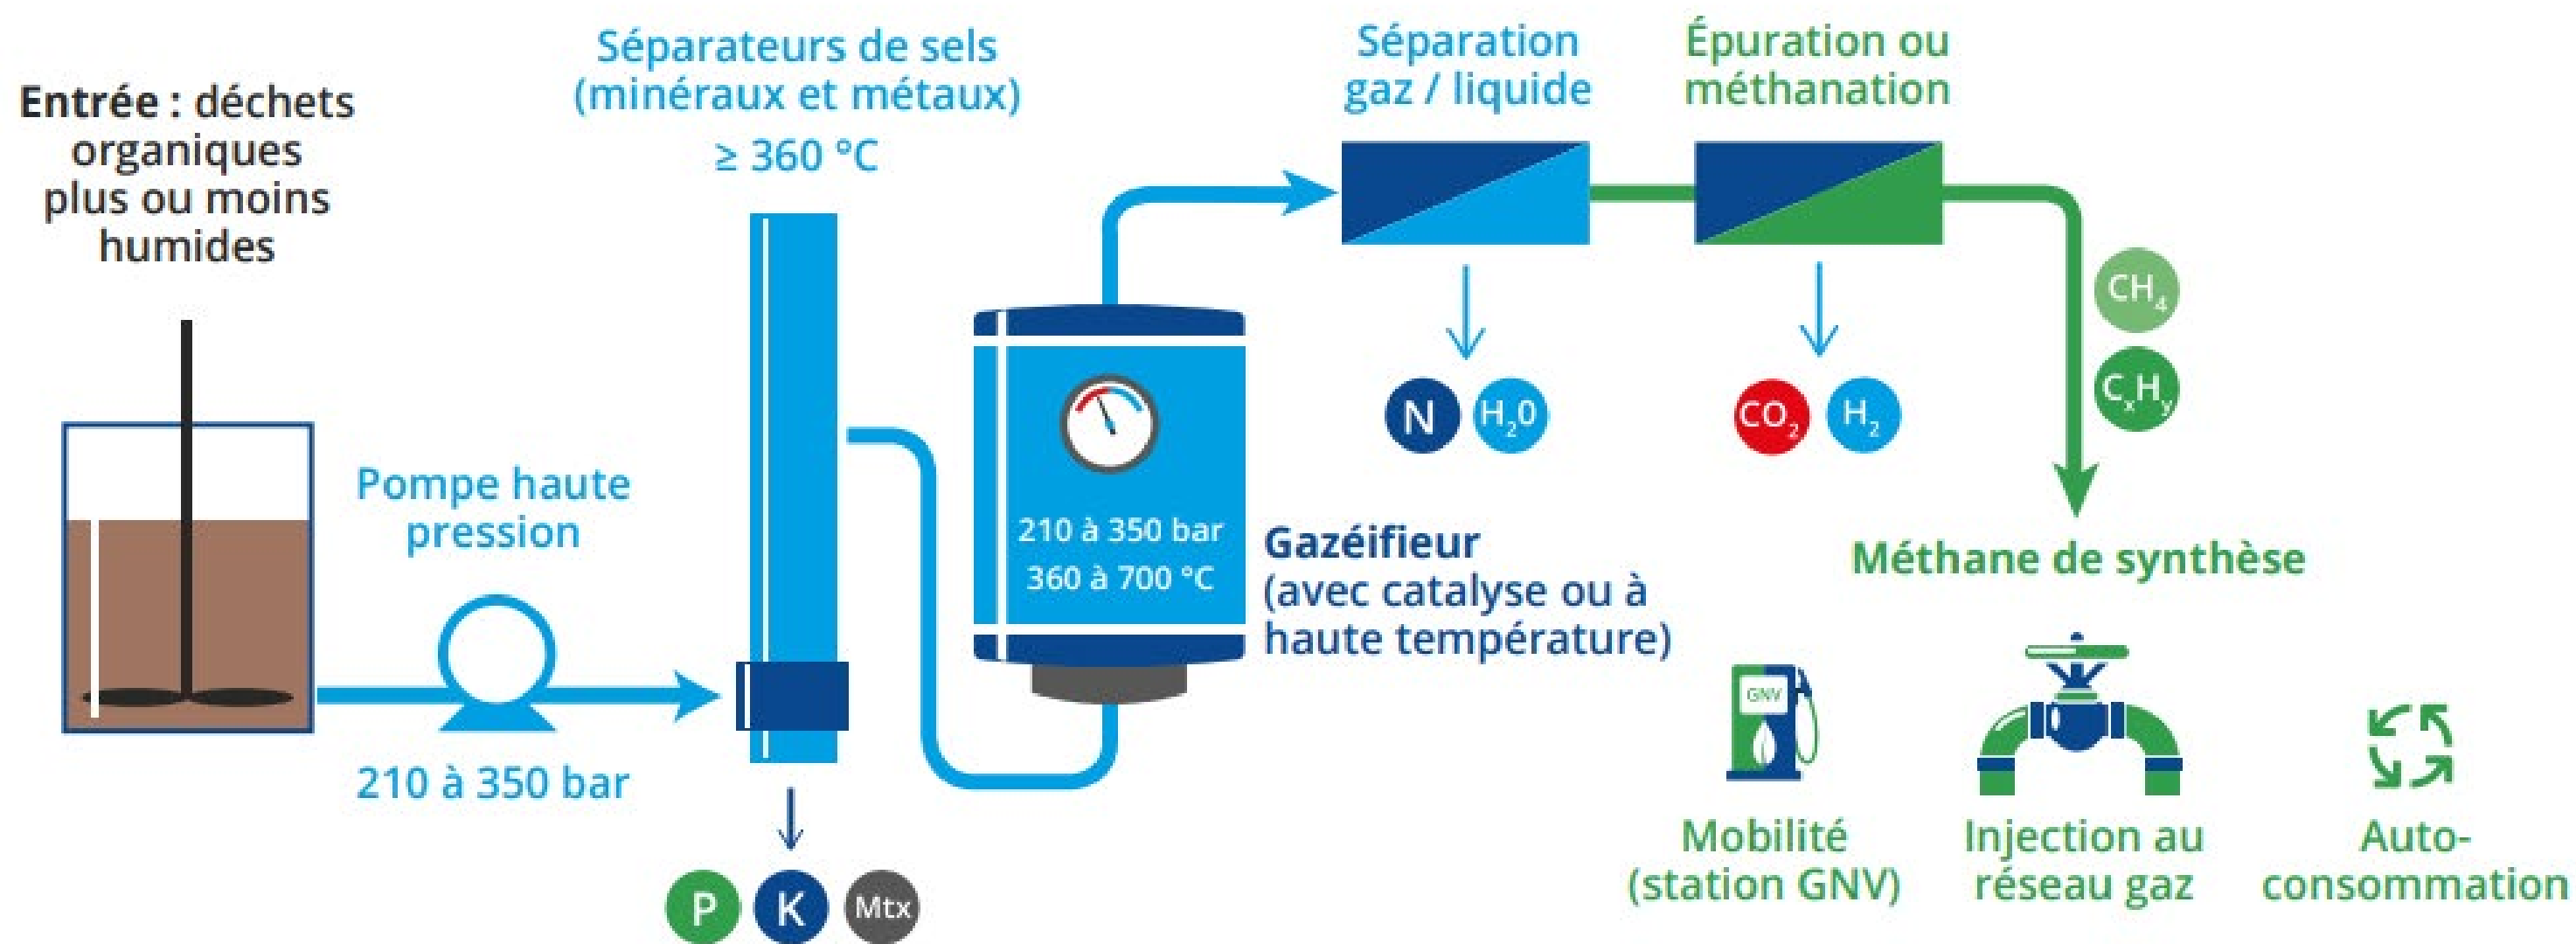 Entrée : déchets
organiques
plus ou moins
humides
Pompe haute
pression
210 à 350 bar
Séparateurs de sels
(minéraux et métaux)
≥ 360 °C
P K Mtx
210 à 350 bar
360 à 700 °C
Gazéifieur
(avec catalyse ou à
haute température)
Séparation
gaz / liquide
N H₂0
Épuration ou
méthanation
CO₂ H₂
CH₄
CₓHᵧ
Méthane de synthèse
GNV
Mobilité
(station GNV)
Injection au
réseau gaz
Auto-
consommation